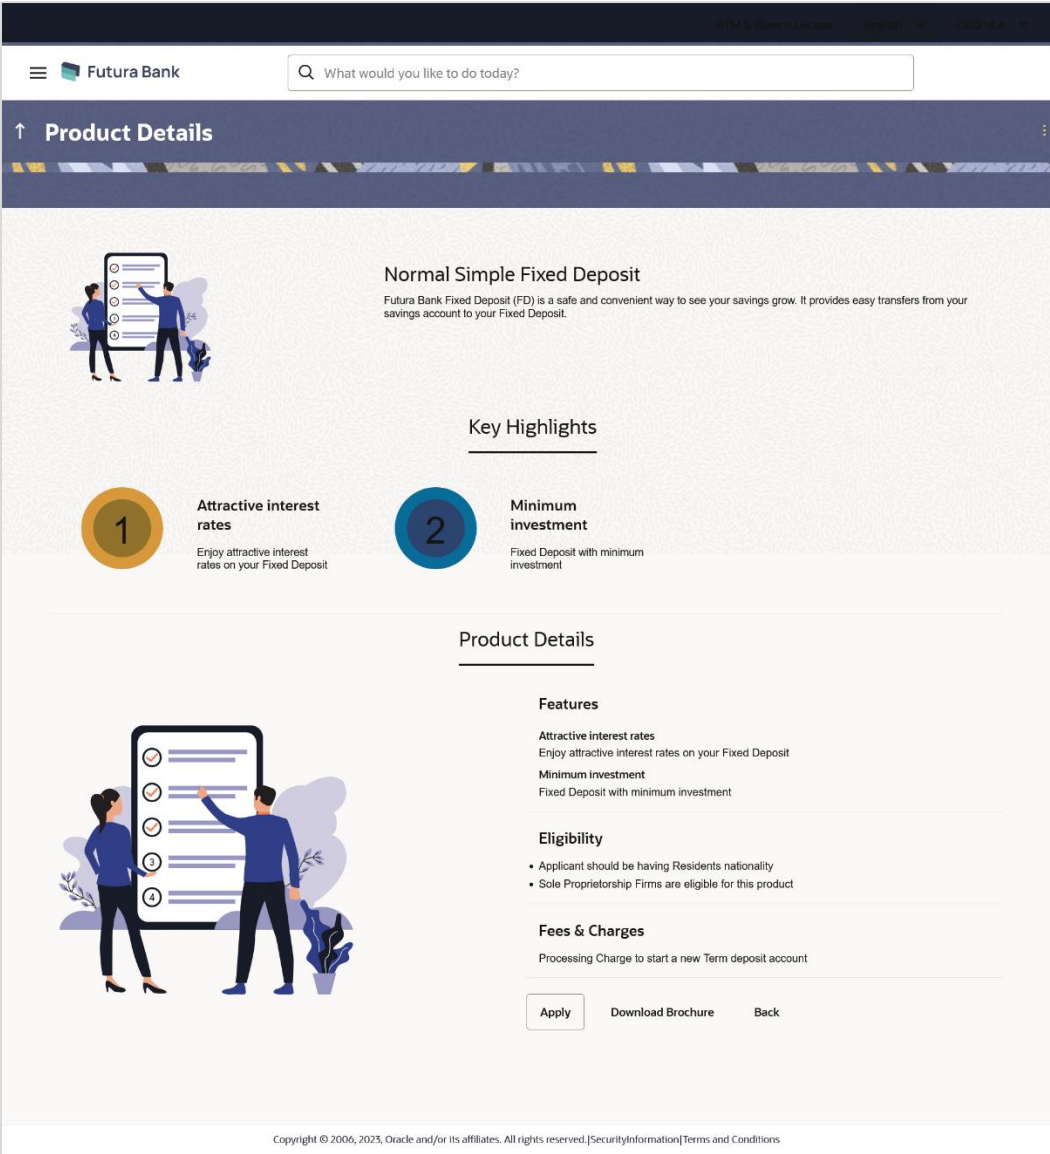 ATM & Branch Locator English
Futura Bank
What would you like to do today?
↑ Product Details
Normal Simple Fixed Deposit
Futura Bank Fixed Deposit (FD) is a safe and convenient way to see your savings grow. It provides easy transfers from your
savings account to your Fixed Deposit.
Key Highlights
1
Attractive interest
rates
Enjoy attractive interest
rates on your Fixed Deposit
2
Minimum
investment
Fixed Deposit with minimum
investment
Product Details
3
4
Features
Attractive interest rates
Enjoy attractive interest rates on your Fixed Deposit
Minimum investment
Fixed Deposit with minimum investment
Eligibility
• Applicant should be having Residents nationality
• Sole Proprietorship Firms are eligible for this product
Fees & Charges
Processing Charge to start a new Term deposit account
Apply Download Brochure Back
Copyright © 2006, 2023, Oracle and/or its affiliates. All rights reserved.|SecurityInformation|Terms and Conditions